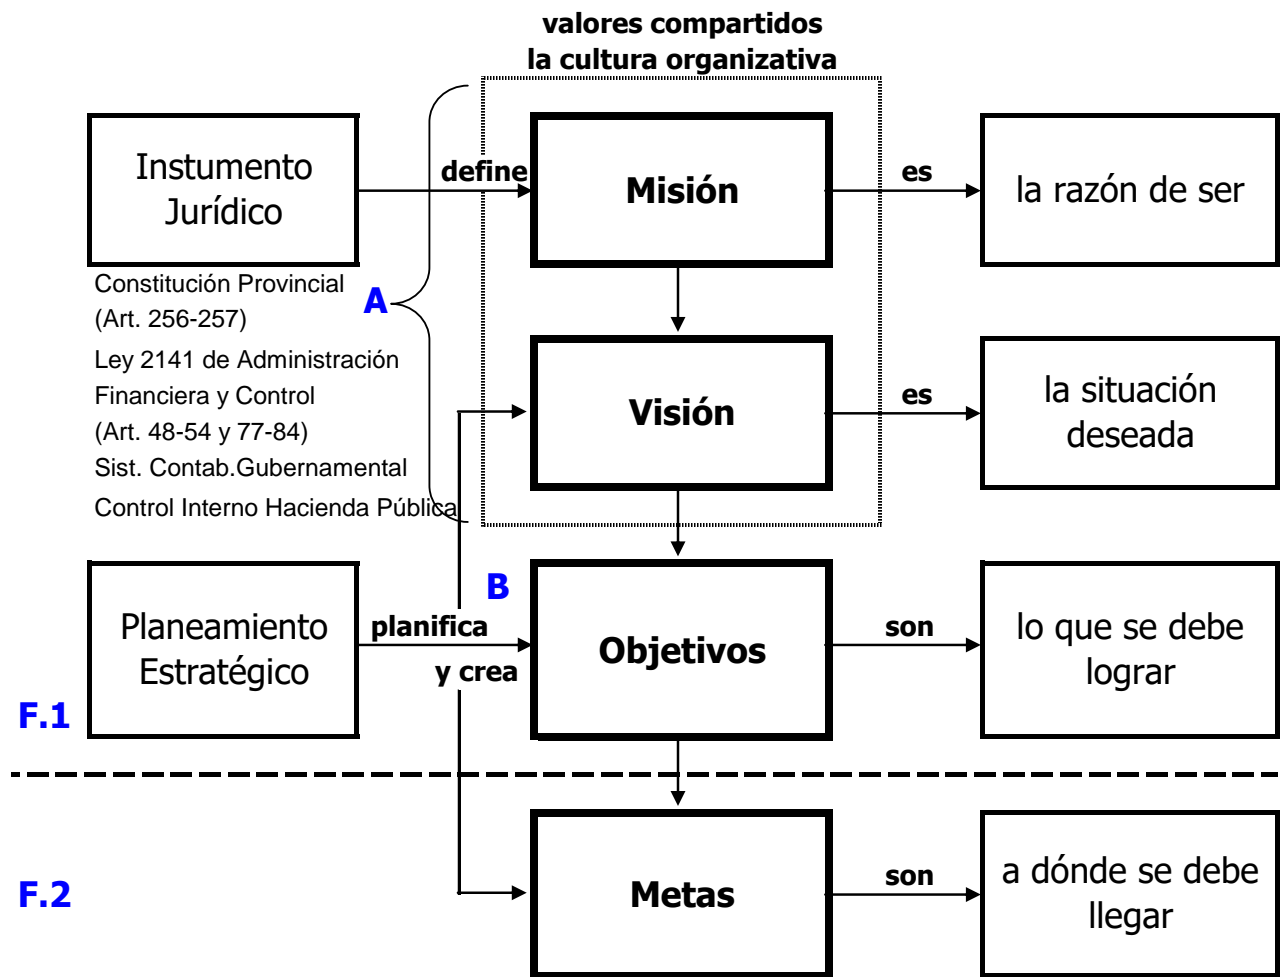 valores compartidos
la cultura organizativa
Instumento
Jurídico
define
Misión
es
la razón de ser
Constitución Provincial
(Art. 256-257)
Ley 2141 de Administración
Financiera y Control
(Art. 48-54 y 77-84)
Sist. Contab.Gubernamental
Control Interno Hacienda Pública
A
Visión
es
la situación
deseada
B
Planeamiento
Estratégico
planifica
y crea
Objetivos
son
lo que se debe
lograr
F.1
F.2
Metas
son
a dónde se debe
llegar